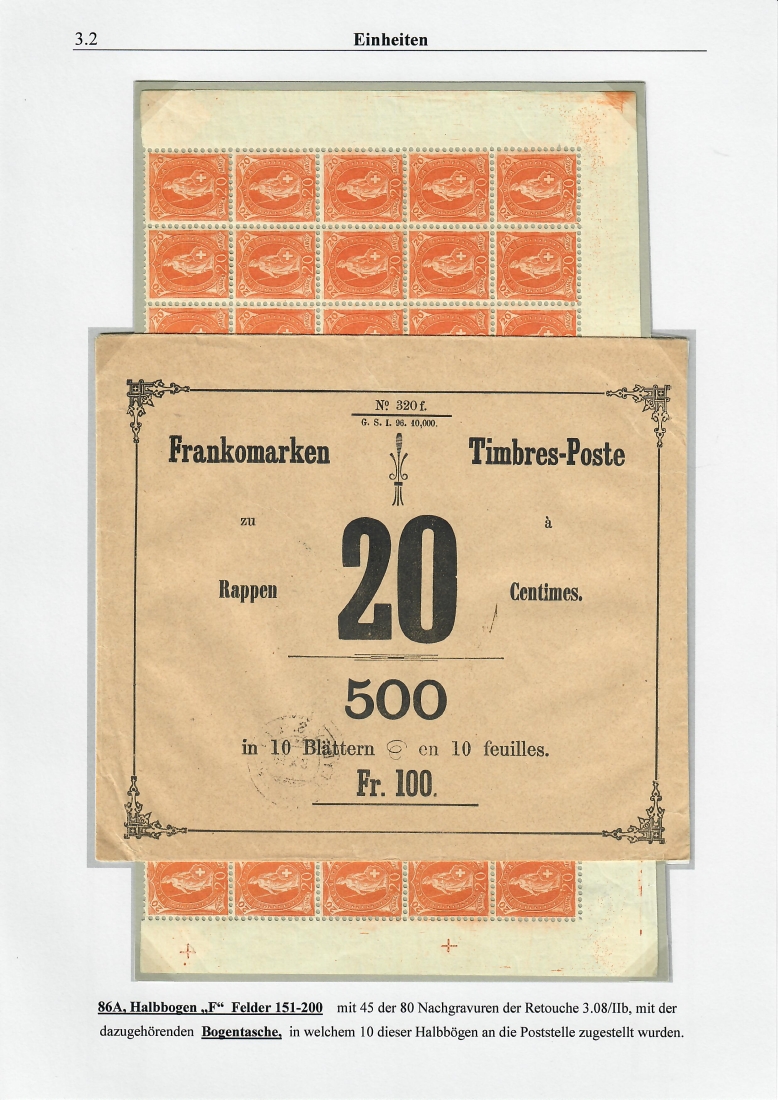 3.2 Einheiten
Nº 320 f.
G. S. I. 96. 10,000.
Frankomarken Timbres-Poste
zu à
20
Rappen Centimes.
500
in 10 Blättern en 10 feuilles.
Fr. 100.
86A, Halbbogen „F“ Felder 151-200 mit 45 der 80 Nachgravuren der Retouche 3.08/IIb, mit der
dazugehörenden Bogentasche, in welchem 10 dieser Halbbögen an die Poststelle zugestellt wurden.